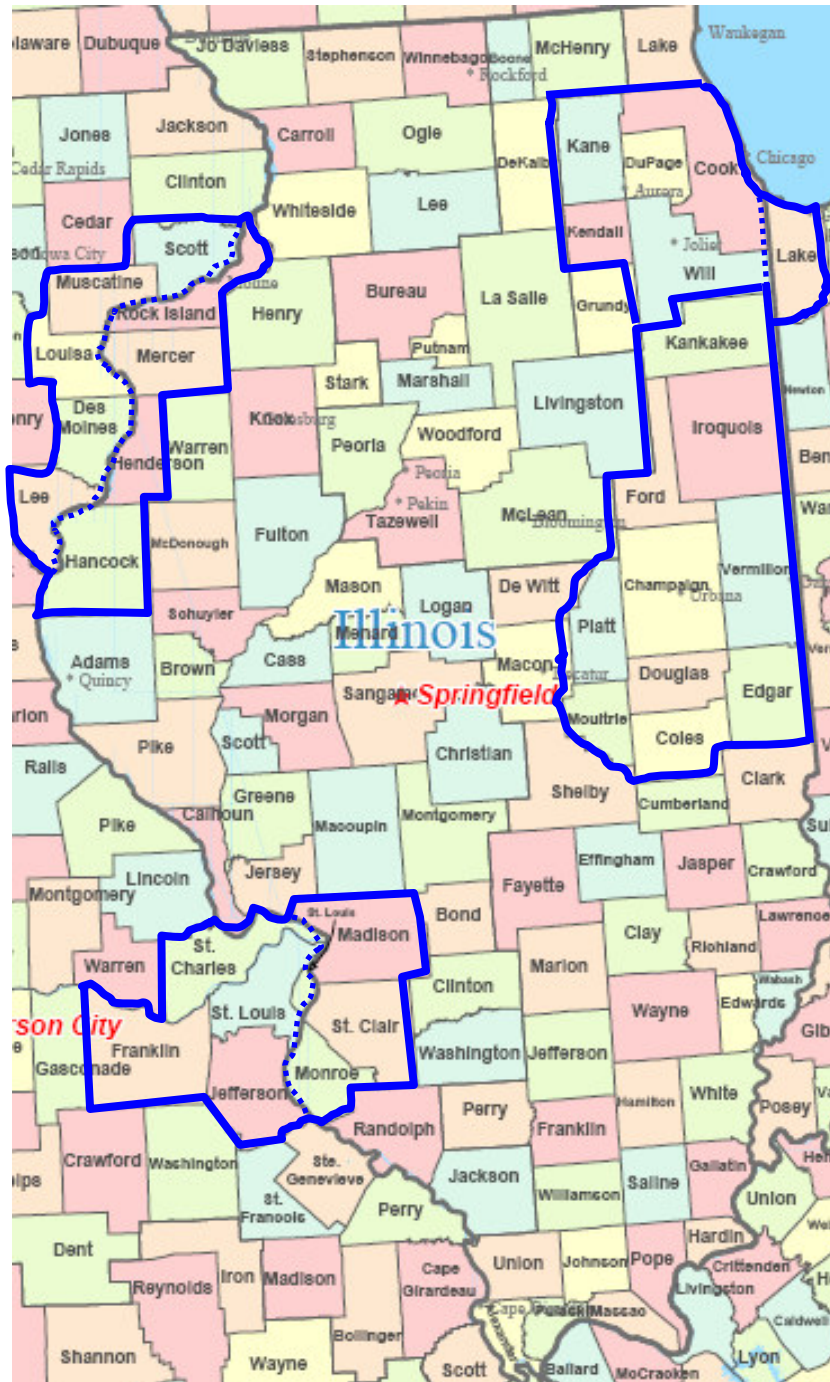 Waukegan
Delaware
Dubuque
Jo Daviess
Stephenson
Winnebago
Boone
McHenry
Lake
Rockford
Jones
Jackson
Carroll
Ogle
DeKalb
Kane
DuPage
Cook
Chicago
Cedar Rapids
Clinton
Aurora
Cedar
Whiteside
Lee
Kendall
Joliet
Iowa City
Scott
Will
Lake
Muscatine
Moline
Bureau
La Salle
Rock Island
Henry
Grundy
Louisa
Mercer
Putnam
Kankakee
Stark
Marshall
Newton
Des
Moines
Livingston
Knox
Peoria
Woodford
Iroquois
Henderson
Warren
Ben
Lee
Peoria
Ford
Pekin
McLean
War
Tazewell
Bloomington
Fulton
McDonough
Hancock
Champaign
Vermilion
Mason
De Witt
Urbana
Logan
Schuyler
Illinois
Menard
Piatt
Cass
Macon
Adams
Brown
Douglas
Quincy
Decatur
Edgar
Sangamon
Springfield
Morgan
Moultrie
Coles
Scott
Pike
Christian
Ralls
Clark
Shelby
Greene
Cumberland
Calhoun
Montgomery
Pike
Macoupin
Effingham
Jasper
Crawford
Lincoln
Jersey
Fayette
Montgomery
St. Louis
Bond
Lawrence
Madison
Clay
Richland
St.
Charles
Warren
Marion
Clinton
Wabash
Edwards
St. Louis
Wayne
rson City
St. Clair
Gib
Franklin
Washington
Jefferson
Gasconade
Monroe
Jefferson
White
Hamilton
Posey
Perry
Randolph
Franklin
Crawford
Washington
Ste.
Genevieve
Gallatin
Jackson
Saline
St.
Francois
Williamson
Union
Perry
Dent
Hardin
Union
Johnson
Pope
Crittenden
Iron
Madison
Cape
Girardeau
Reynolds
Livingston
Pulaski
Massac
Alexander
Caldwell
Bollinger
Shannon
Wayne
Scott
Ballard
McCracken
Lyon